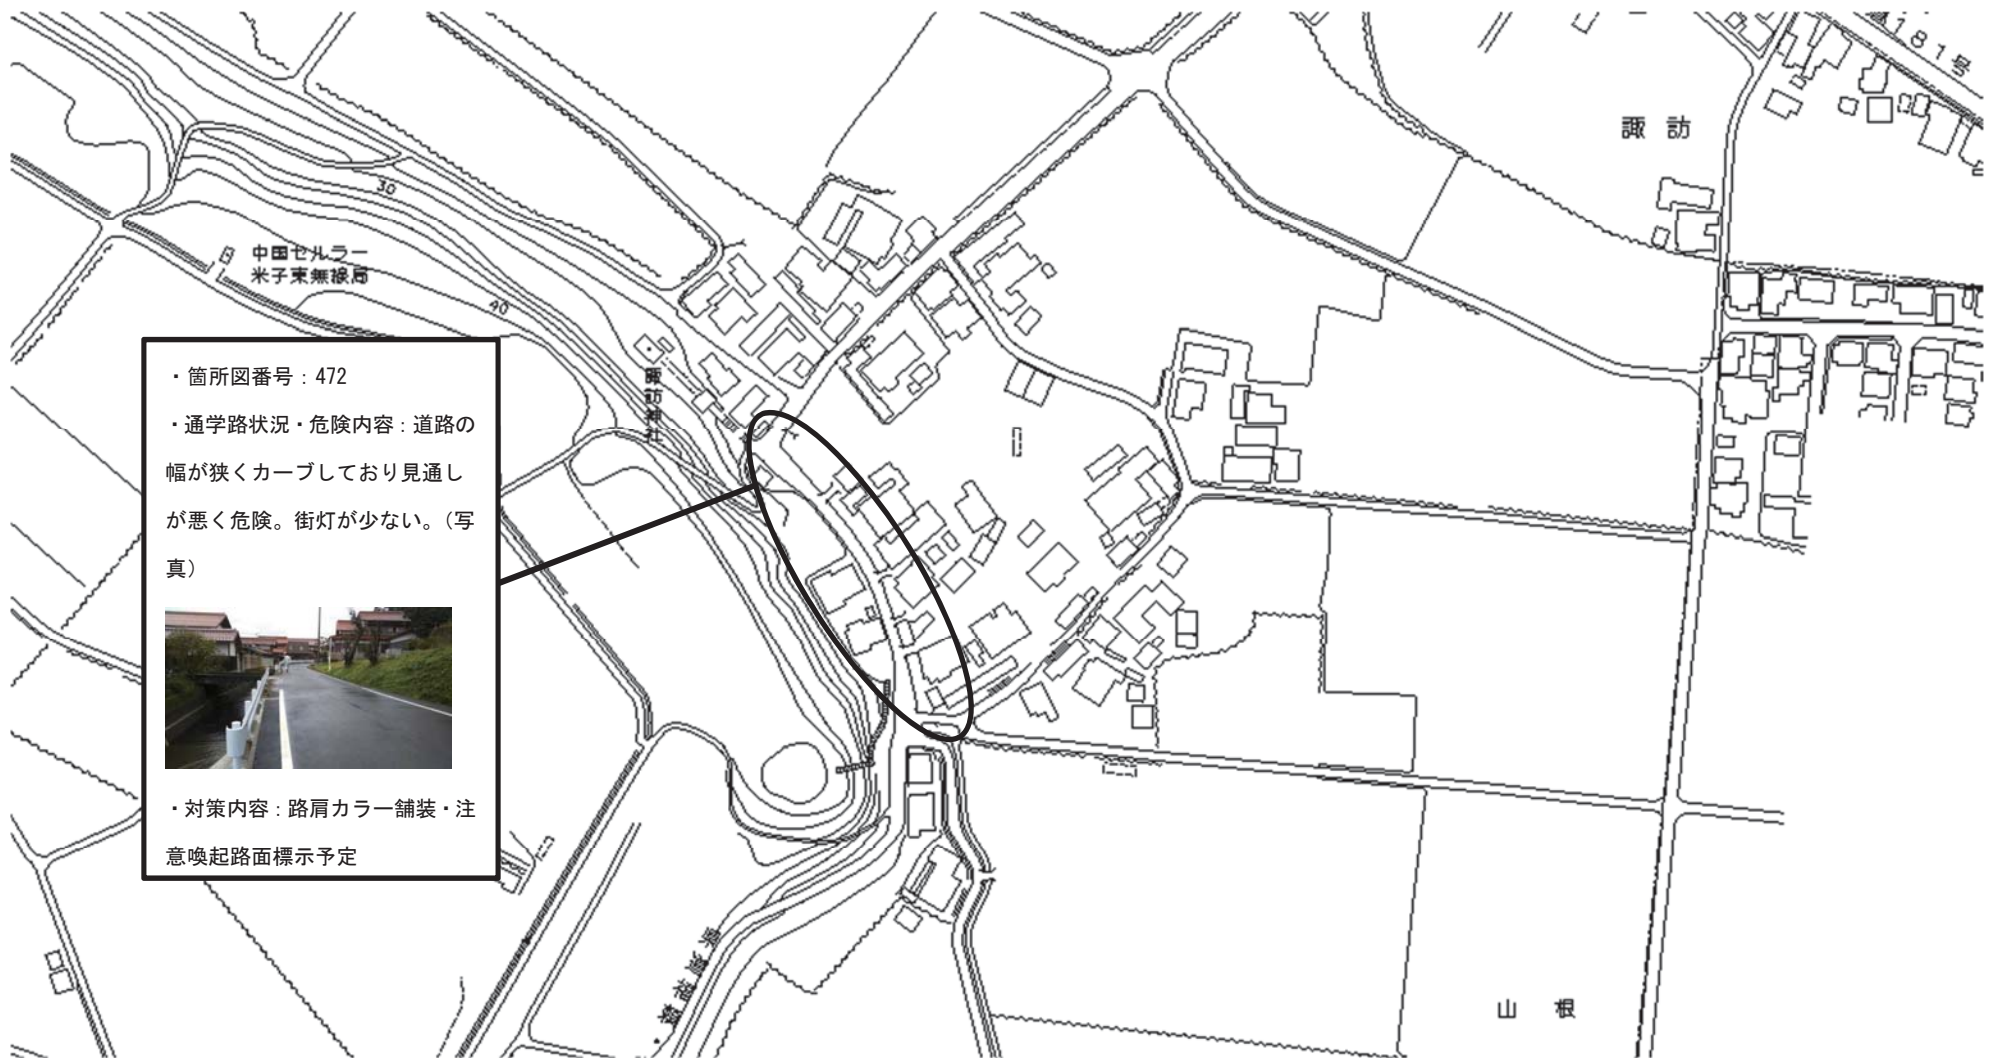 181号
諏訪
30
中国セルラー
米子東無線局
40
諏訪神社
・箇所図番号：472
・通学路状況・危険内容：道路の
幅が狭くカーブしており見通し
が悪く危険。街灯が少ない。（写
真）
・対策内容：路肩カラー舗装・注
意喚起路面標示予定
山根